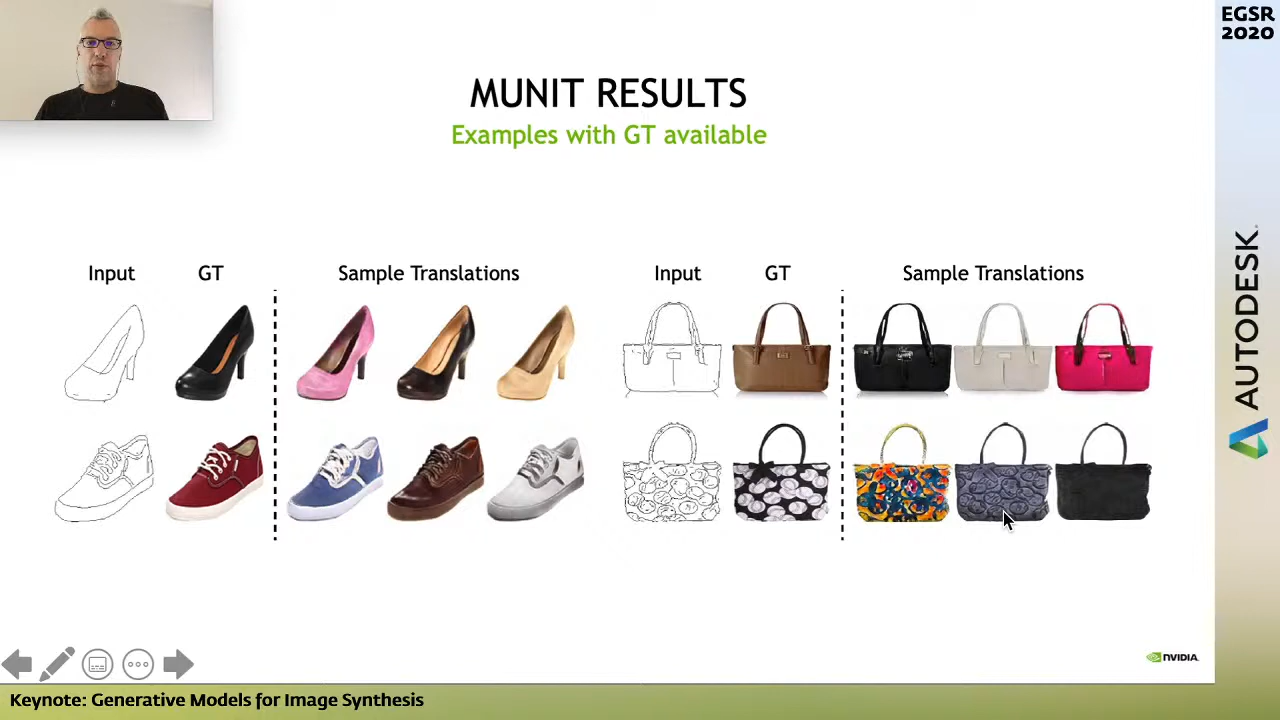 EGSR
2020
MUNIT RESULTS
Examples with GT available
Input
GT
Sample Translations
Input
GT
Sample Translations
AUTODESK
NVIDIA
Keynote: Generative Models for Image Synthesis